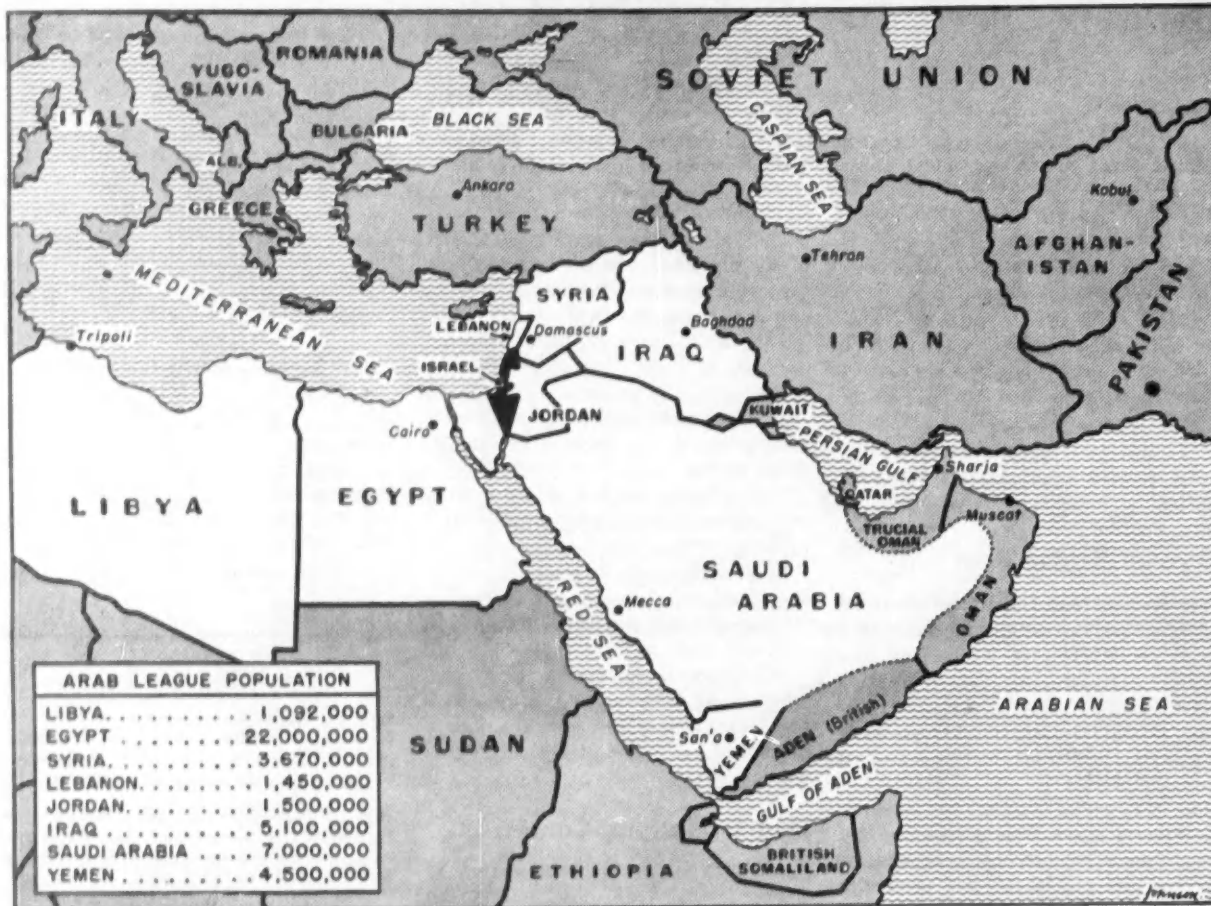 ROMANIA
YUGO-
SLAVIA
SOVIET UNION
ITALY
BULGARIA
BLACK SEA
CASPIAN SEA
ALB.
GREECE
Ankara
TURKEY
Kabul
AFGHAN-
ISTAN
Tehran
MEDITERRANEAN SEA
SYRIA
LEBANON
Damascus
Baghdad
IRAQ
IRAN
PAKISTAN
Tripoli
ISRAEL
JORDAN
KUWAIT
Cairo
PERSIAN GULF
Sharja
LIBYA
EGYPT
QATAR
TRUCIAL
OMAN
Muscat
SAUDI
ARABIA
RED SEA
Mecca
OMAN
ARABIAN SEA
ADEN (British)
San'a
YEMEN
GULF OF ADEN
SUDAN
ETHIOPIA
BRITISH
SOMALILAND
ARAB LEAGUE POPULATION
LIBYA. . . . . . . . . . 1,092,000
EGYPT . . . . . . . . 22,000,000
SYRIA. . . . . . . . . . 3,670,000
LEBANON. . . . . . . . 1,450,000
JORDAN. . . . . . . . . 1,500,000
IRAQ . . . . . . . . . . 5,100,000
SAUDI ARABIA . . . . 7,000,000
YEMEN . . . . . . . . . 4,500,000
JOHNSON